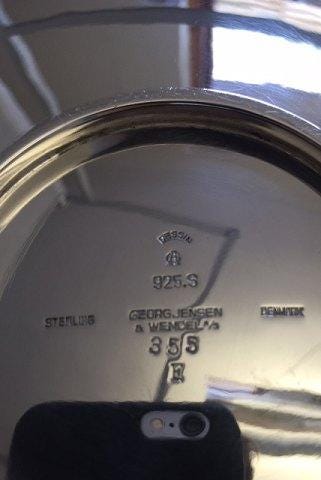 DESSIN
925.S
STERLING
GEORG JENSEN
& WENDEL A/S
DENMARK
355
E